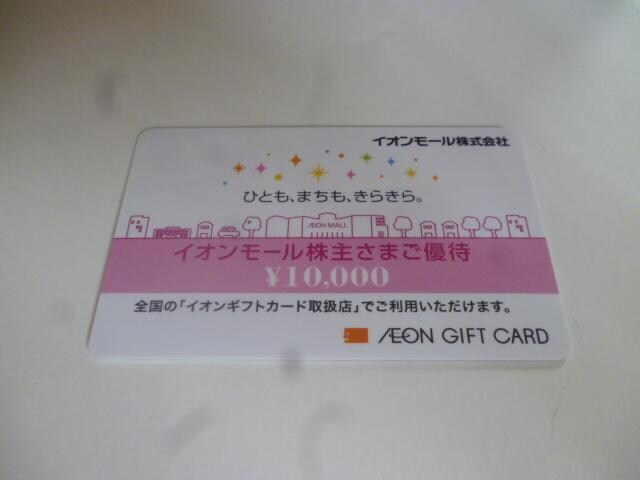 イオンモール株式会社
ひとも、まちも、きらきら。
ÆON MALL
イオンモール株主さまご優待
¥10,000
全国の「イオンギフトカード取扱店」でご利用いただけます。
ÆON GIFT CARD